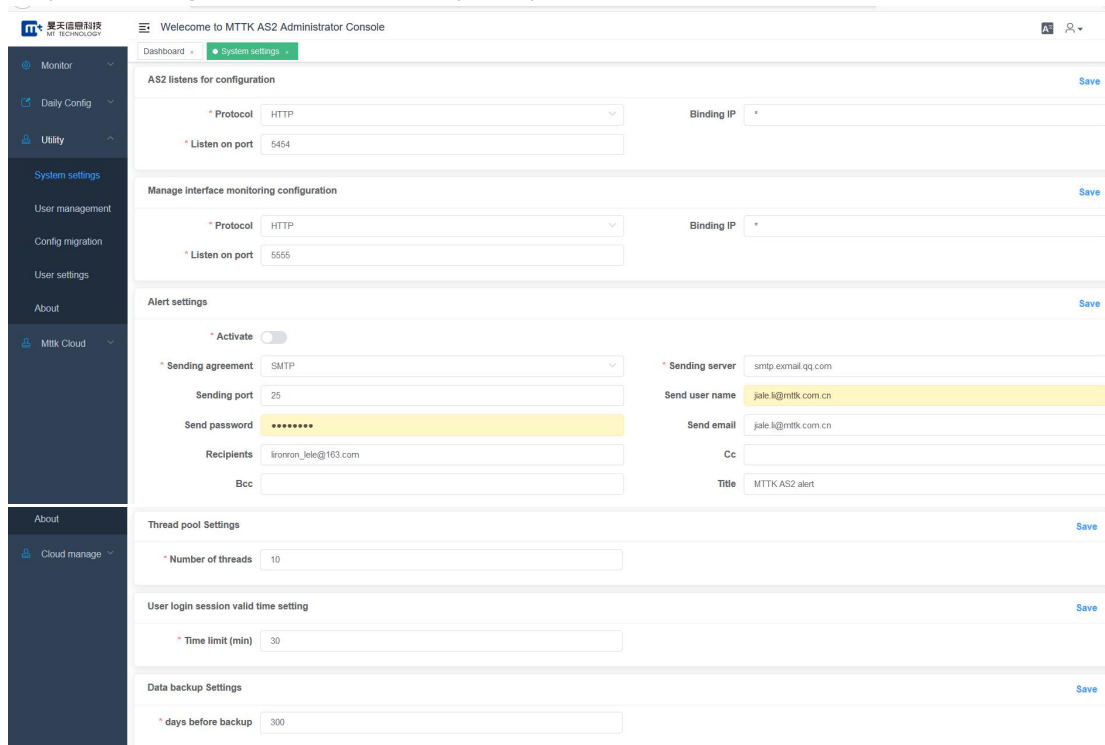 旻天信息科技
MT TECHNOLOGY
Welecome to MTTK AS2 Administrator Console
Dashboard ×
System settings ×
Monitor
Daily Config
Utility
System settings
User management
Config migration
User settings
About
Mttk Cloud
AS2 listens for configuration
Save
* Protocol HTTP
Binding IP *
* Listen on port 5454
Manage interface monitoring configuration
Save
* Protocol HTTP
Binding IP *
* Listen on port 5555
Alert settings
Save
* Activate
* Sending agreement SMTP
* Sending server smtp.exmail.qq.com
Sending port 25
Send user name jiale.li@mttk.com.cn
Send password ●●●●●●●●
Send email jiale.li@mttk.com.cn
Recipients lironron_lele@163.com
Cc
Bcc
Title MTTK AS2 alert
About
Cloud manage
Thread pool Settings
Save
* Number of threads 10
User login session valid time setting
Save
* Time limit (min) 30
Data backup Settings
Save
* days before backup 300